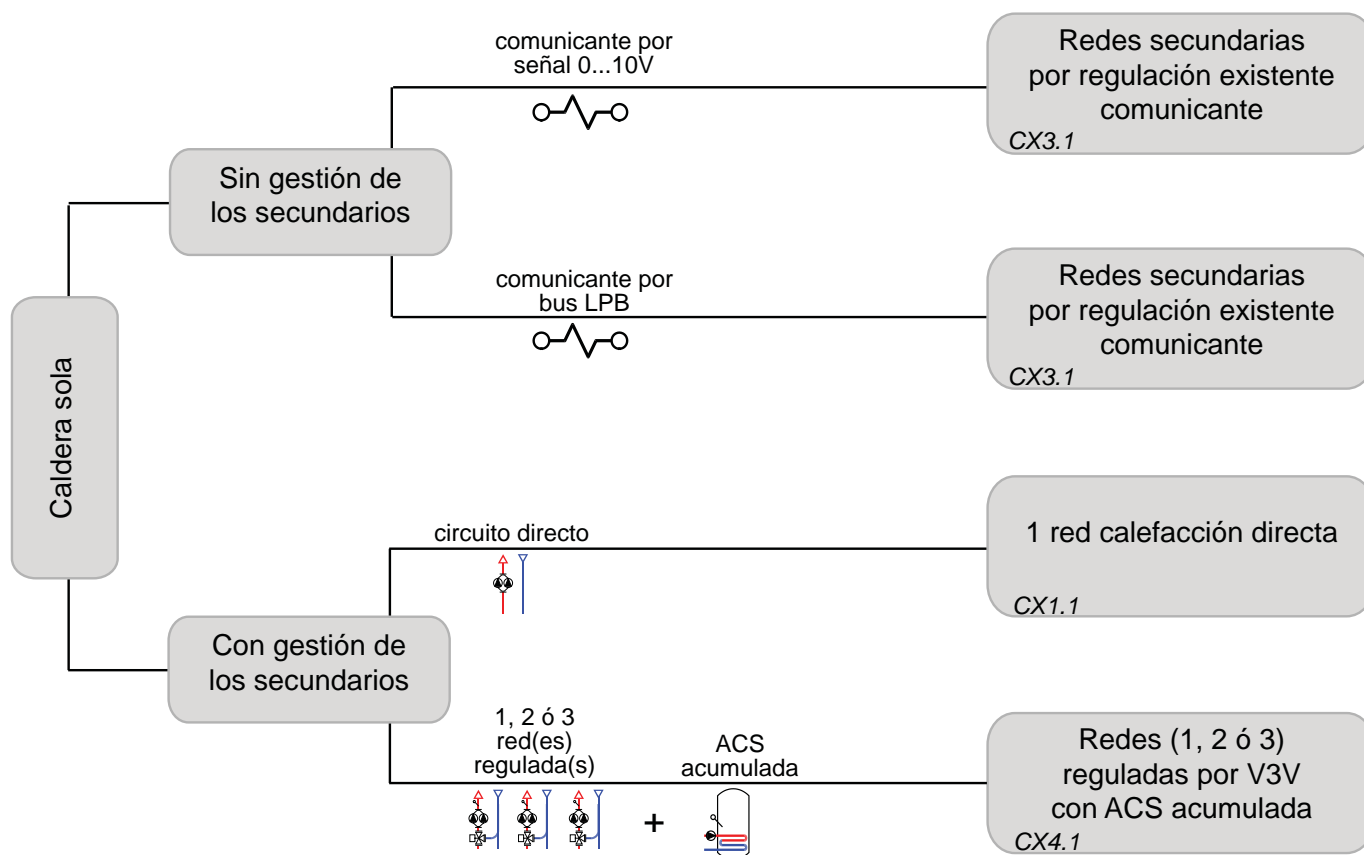 comunicante por
señal 0...10V
Redes secundarias
por regulación existente
comunicante
CX3.1
Sin gestión de
los secundarios
comunicante por
bus LPB
Redes secundarias
por regulación existente
comunicante
CX3.1
Caldera sola
circuito directo
1 red calefacción directa
CX1.1
Con gestión de
los secundarios
1, 2 ó 3
red(es)
regulada(s)
+
ACS
acumulada
Redes (1, 2 ó 3)
reguladas por V3V
con ACS acumulada
CX4.1